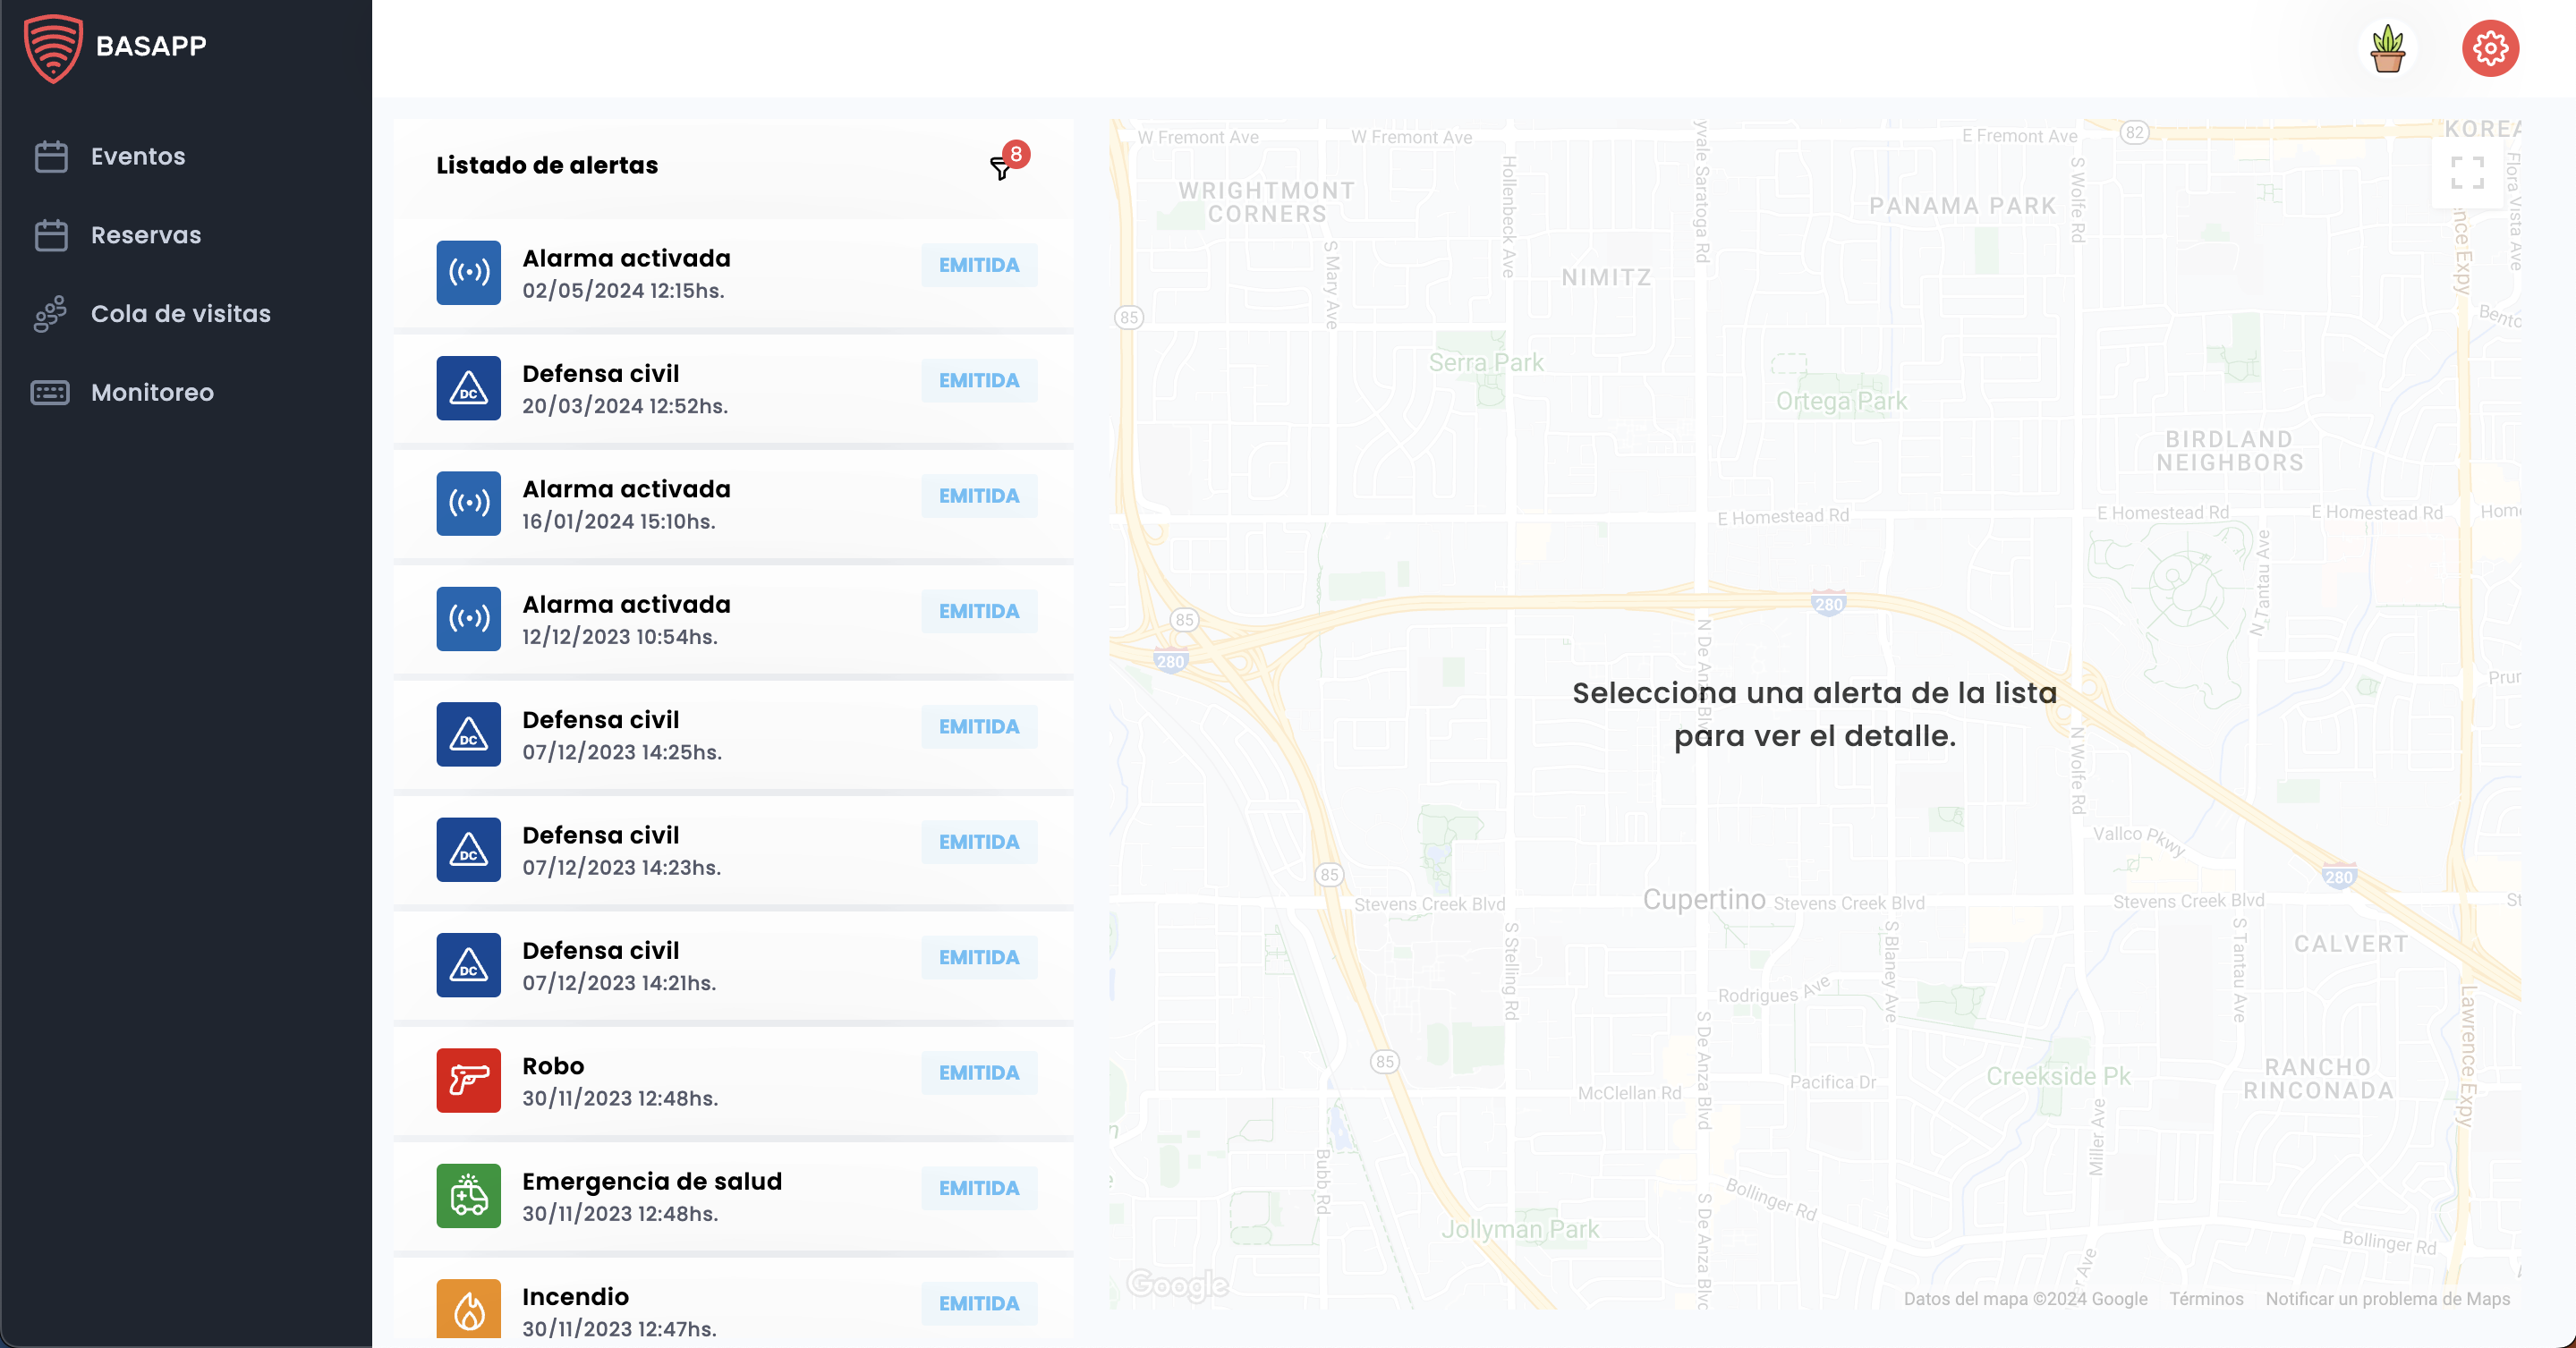 BASAPP
Eventos
Reservas
Cola de visitas
Monitoreo
Listado de alertas
8
Alarma activada
02/05/2024 12:15hs.
EMITIDA
Defensa civil
20/03/2024 12:52hs.
EMITIDA
Alarma activada
16/01/2024 15:10hs.
EMITIDA
Alarma activada
12/12/2023 10:54hs.
EMITIDA
DC
Defensa civil
07/12/2023 14:25hs.
EMITIDA
DC
Defensa civil
07/12/2023 14:23hs.
EMITIDA
DC
Defensa civil
07/12/2023 14:21hs.
EMITIDA
Robo
30/11/2023 12:48hs.
EMITIDA
Emergencia de salud
30/11/2023 12:48hs.
EMITIDA
Incendio
30/11/2023 12:47hs.
EMITIDA
W Fremont Ave
W Fremont Ave
E Fremont Ave
82
WRIGHTMONT
CORNERS
Hollenbeck Ave
S Mary Ave
S Wolfe Rd
PANAMA PARK
Flora Vista Ave
NIMITZ
85
Serra Park
Ortega Park
BIRDLAND
NEIGHBORS
E Homestead Rd
E Homestead Rd
E Homestead Rd
N Tantau Ave
280
85
280
N De Anza Blvd
Selecciona una alerta de la lista
para ver el detalle.
N Wolfe Rd
Vallco Pkwy
85
280
Stevens Creek Blvd
Cupertino
Stevens Creek Blvd
Stevens Creek Blvd
S Stelling Rd
S Blaney Ave
S Tantau Ave
CALVERT
Rodrigues Ave
Lawrence Expy
85
S De Anza Blvd
McClellan Rd
Pacifica Dr
Creekside Pk
RANCHO
RINCONADA
Miller Ave
Bubb Rd
Bollinger Rd
Jollyman Park
S De Anza Blvd
Bollinger Rd
Google
Datos del mapa ©2024 Google
Términos
Notificar un problema de Maps